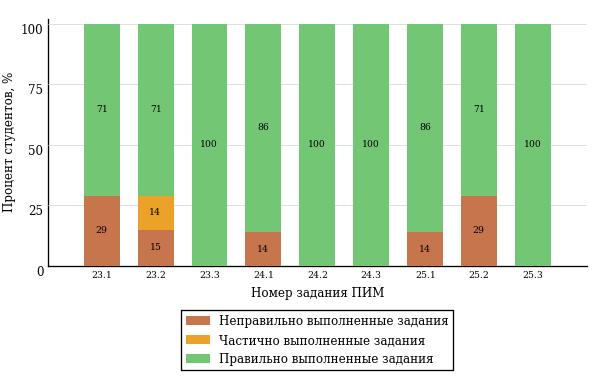 Процент студентов, %
100
75
50
25
0
71 71 100 86 100 100 86 71 100
29 14 15 14 14 29
23.1 23.2 23.3 24.1 24.2 24.3 25.1 25.2 25.3
Номер задания ПИМ
Неправильно выполненные задания
Частично выполненные задания
Правильно выполненные задания